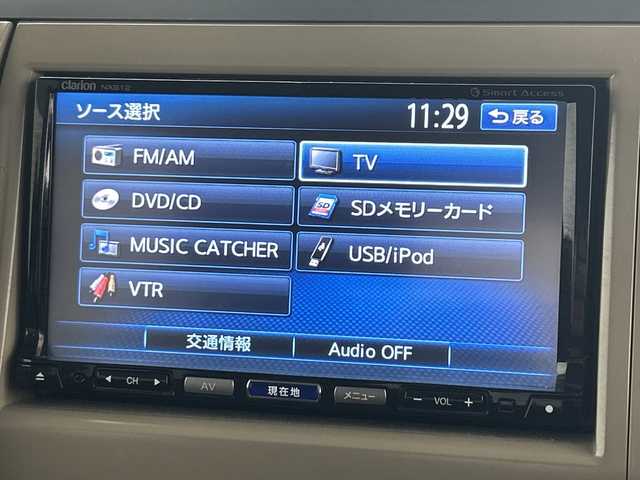 clarion NX612
Smart Access
ソース選択
11:29
戻る
FM/AM
TV
DVD/CD
SD
SDメモリーカード
MUSIC CATCHER
USB/iPod
VTR
交通情報
Audio OFF
CH
AV
現在地
メニュー
− VOL +